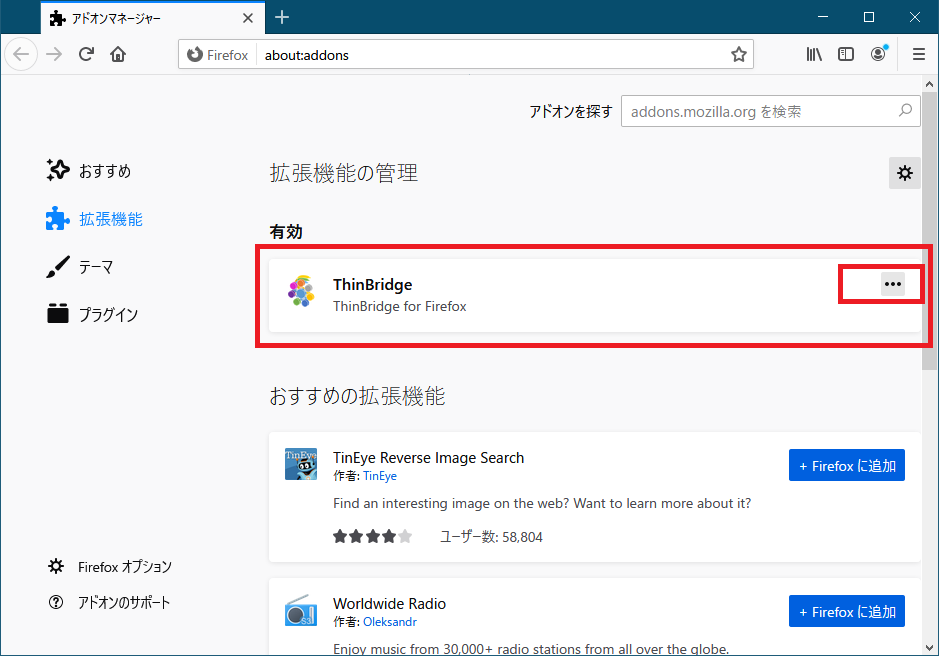 アドオンマネージャー
Firefox
about:addons
アドオンを探す
addons.mozilla.org を検索
おすすめ
拡張機能
テーマ
プラグイン
拡張機能の管理
有効
ThinBridge
ThinBridge for Firefox
おすすめの拡張機能
TinEye
TinEye Reverse Image Search
作者: TinEye
+ Firefox に追加
Find an interesting image on the web? Want to learn more about it?
ユーザー数: 58,804
Worldwide Radio
作者: Oleksandr
+ Firefox に追加
Enjoy music from 30,000+ radio stations from all over the globe.
Firefox オプション
アドオンのサポート